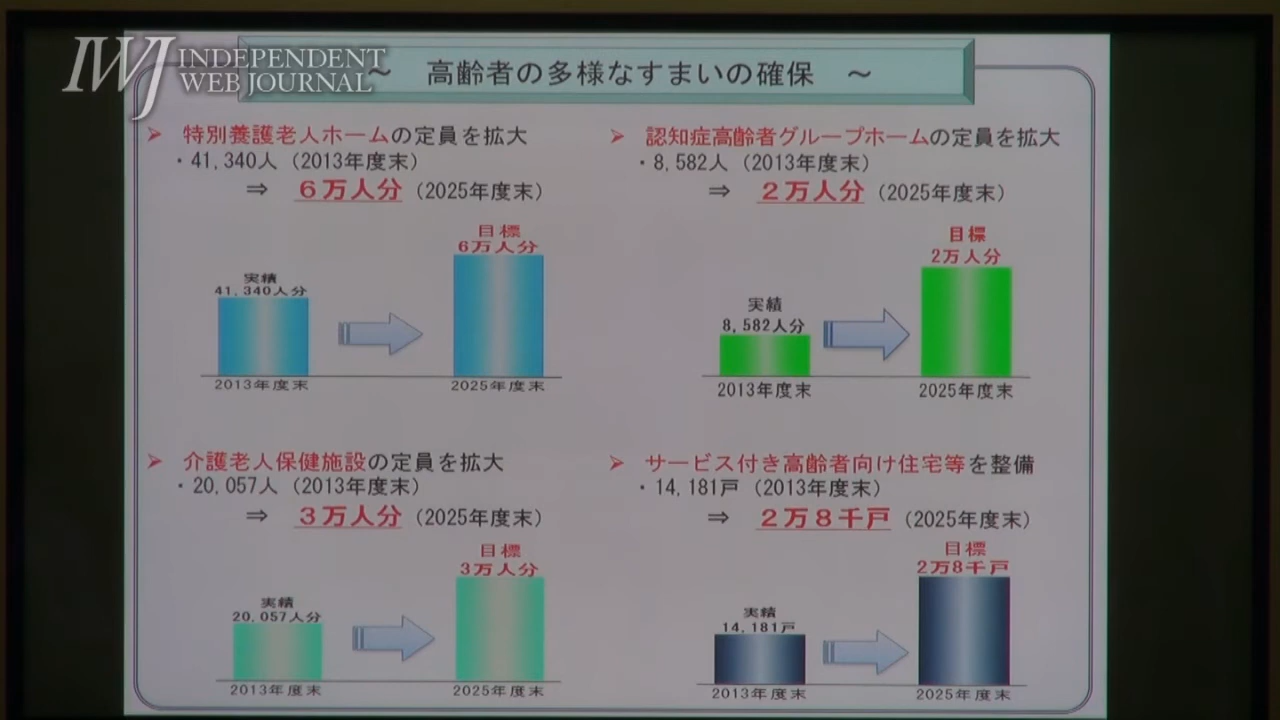 IWJ INDEPENDENT
WEB JOURNAL
～ 高齢者の多様なすまいの確保 ～
➢ 特別養護老人ホームの定員を拡大
・41,340人（2013年度末）
⇒ ６万人分（2025年度末）
目標
6万人分
実績
41,340人分
2013年度末
2025年度末
➢ 認知症高齢者グループホームの定員を拡大
・8,582人（2013年度末）
⇒ ２万人分（2025年度末）
目標
2万人分
実績
8,582人分
2013年度末
2025年度末
➢ 介護老人保健施設の定員を拡大
・20,057人（2013年度末）
⇒ ３万人分（2025年度末）
目標
3万人分
実績
20,057人分
2013年度末
2025年度末
➢ サービス付き高齢者向け住宅等を整備
・14,181戸（2013年度末）
⇒ ２万８千戸（2025年度末）
目標
2万8千戸
実績
14,181戸
2013年度末
2025年度末